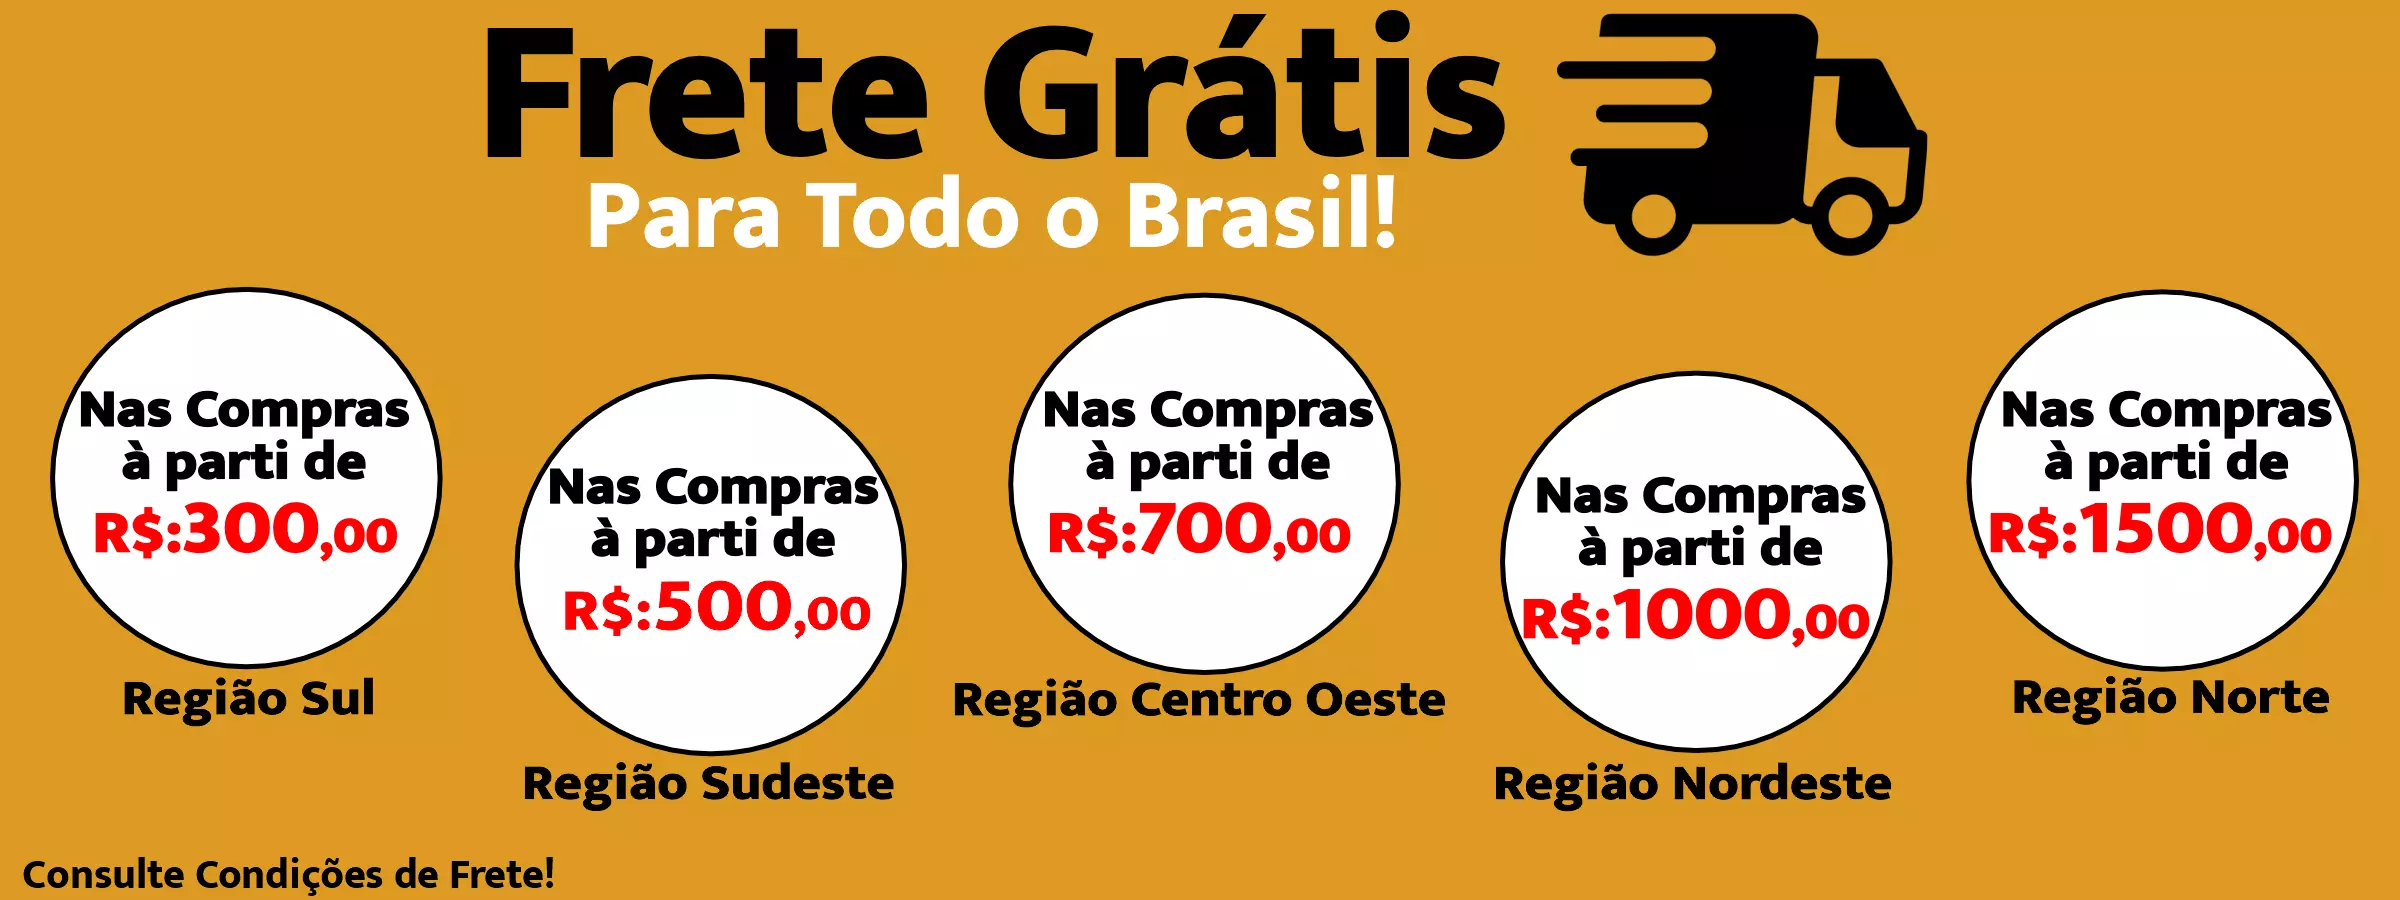 Frete Grátis
Para Todo o Brasil!
Nas Compras
à parti de
R$:300,00
Região Sul
Nas Compras
à parti de
R$:500,00
Região Sudeste
Nas Compras
à parti de
R$:700,00
Região Centro Oeste
Nas Compras
à parti de
R$:1000,00
Região Nordeste
Nas Compras
à parti de
R$:1500,00
Região Norte
Consulte Condições de Frete!